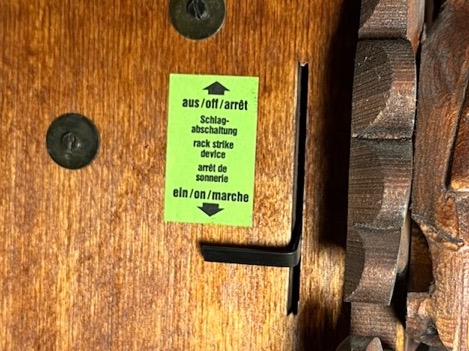 aus/off/arrêt
Schlag-
abschaltung
rack strike
device
arrêt de
sonnerie
ein/on/marche